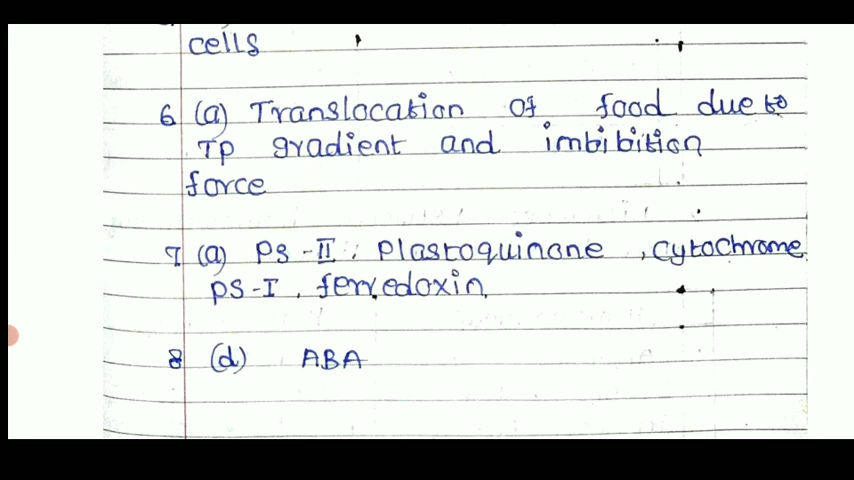 cells
6 (a) Translocation of food due to
TP gradient and imbibition
force
7 (a) PS-II, Plastoquinone, cytochrome
PS-I, ferredoxin
8 (d) ABA